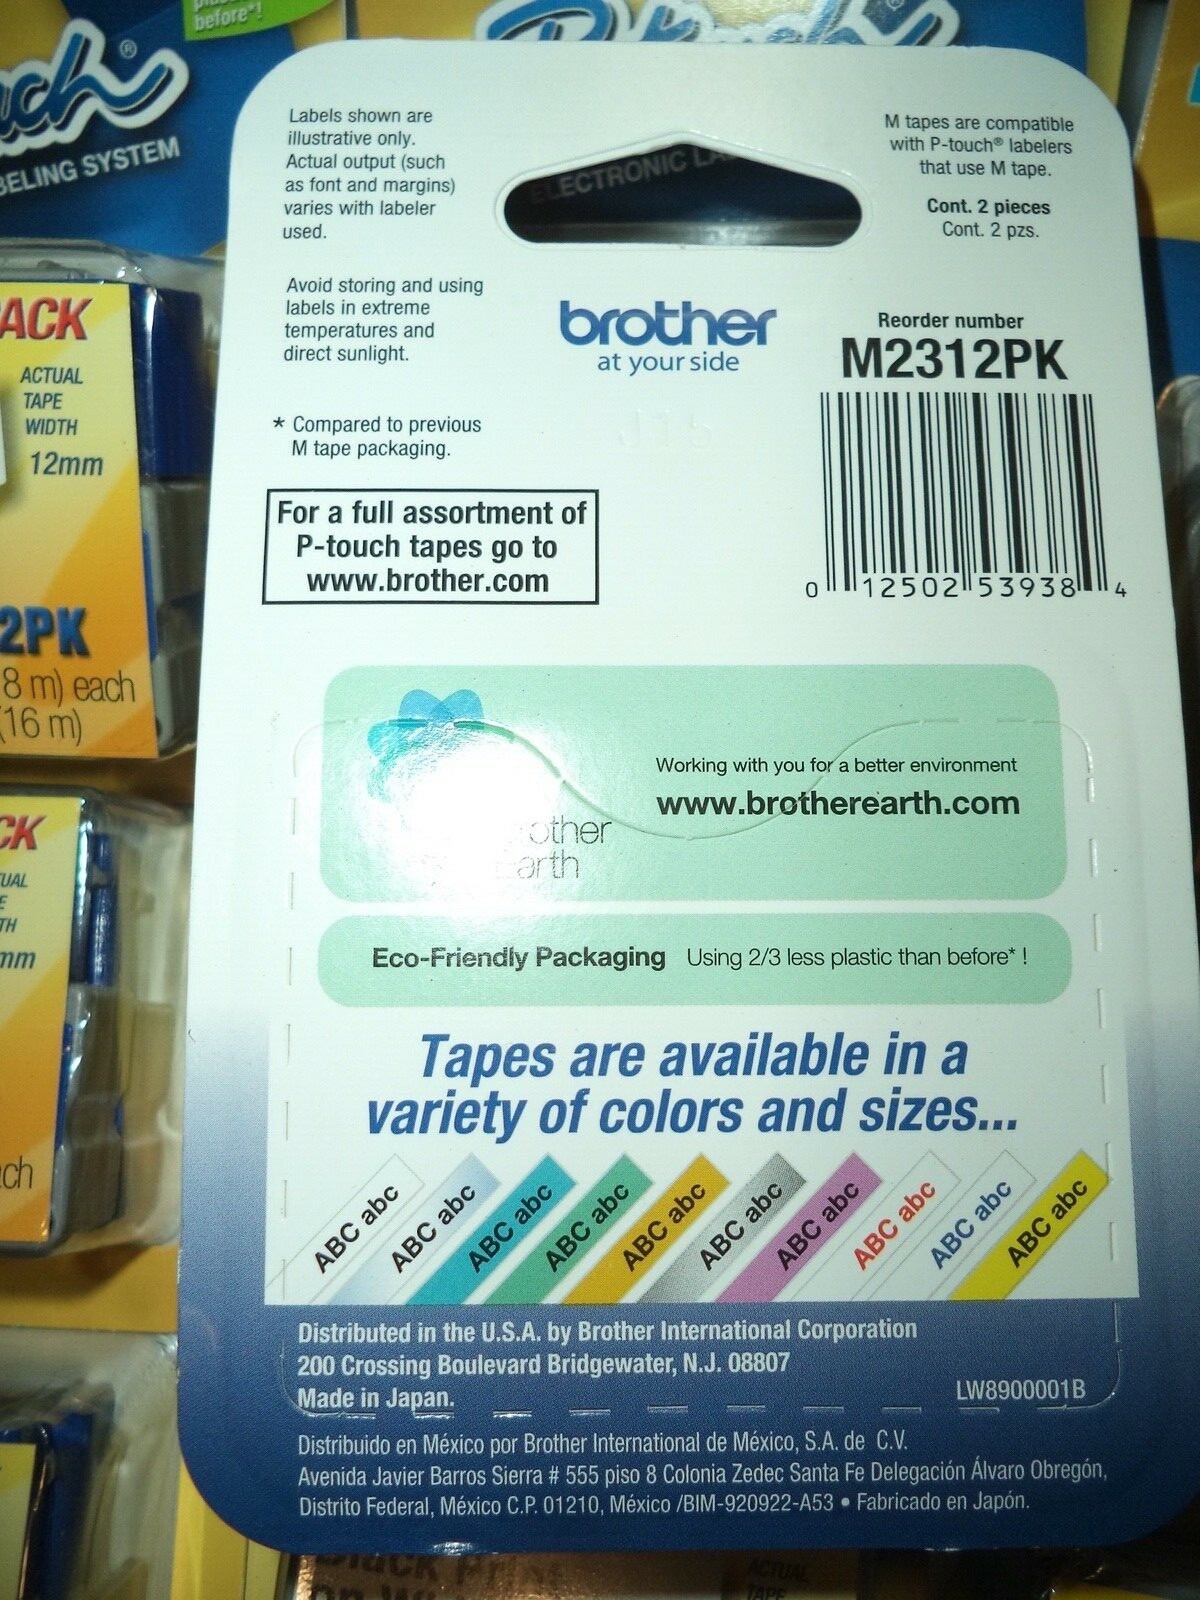 before*!
®
SYSTEM
ACTUAL
TAPE
WIDTH
12mm
8 m) each
(16 m)
Labels shown are
illustrative only.
Actual output (such
as font and margins)
varies with labeler
used.
Avoid storing and using
labels in extreme
temperatures and
direct sunlight.
* Compared to previous
M tape packaging.
For a full assortment of
P-touch tapes go to
www.brother.com
ELECTRONIC
brother
at your side
M tapes are compatible
with P-touch® labelers
that use M tape.
Cont. 2 pieces
Cont. 2 pzs.
Reorder number
M2312PK
0 12502 53938 4
Working with you for a better environment
www.brotherearth.com
Eco-Friendly Packaging Using 2/3 less plastic than before* !
Tapes are available in a
variety of colors and sizes...
ABC abc ABC abc ABC abc ABC abc ABC abc ABC abc ABC abc ABC abc ABC abc ABC abc
Distributed in the U.S.A. by Brother International Corporation
200 Crossing Boulevard Bridgewater, N.J. 08807
Made in Japan.
LW8900001B
Distribuido en México por Brother International de México, S.A. de C.V.
Avenida Javier Barros Sierra # 555 piso 8 Colonia Zedec Santa Fe Delegación Álvaro Obregón,
Distrito Federal, México C.P. 01210, México /BIM-920922-A53 • Fabricado en Japón.
Black Print
ACTUAL
TAPE